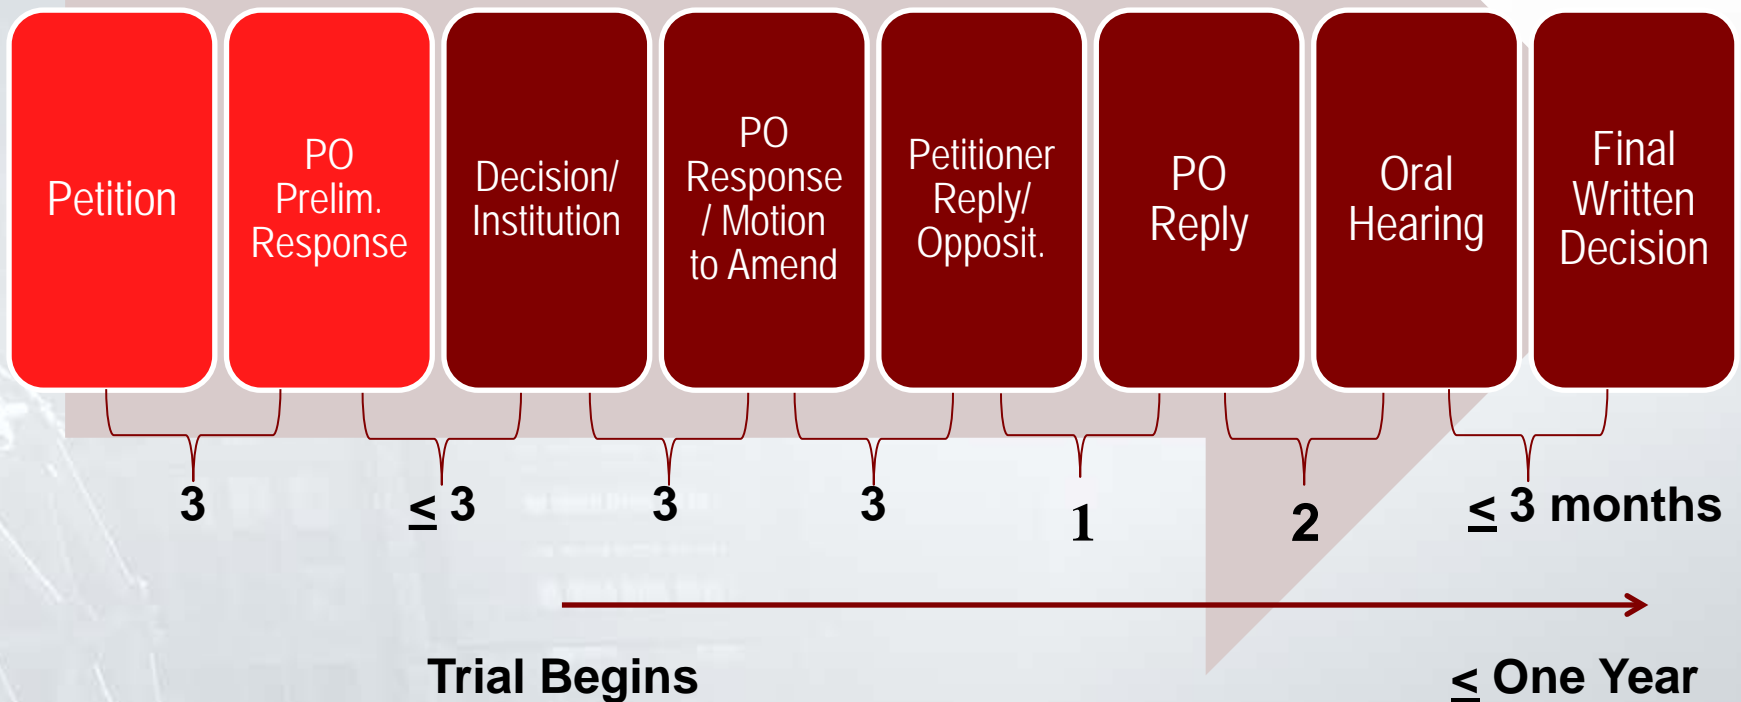 Petition
PO
Prelim.
Response
Decision/
Institution
PO
Response
/ Motion
to Amend
Petitioner
Reply/
Opposit.
PO
Reply
Oral
Hearing
Final
Written
Decision
3
≤ 3
3
3
1
2
≤ 3 months
Trial Begins
≤ One Year